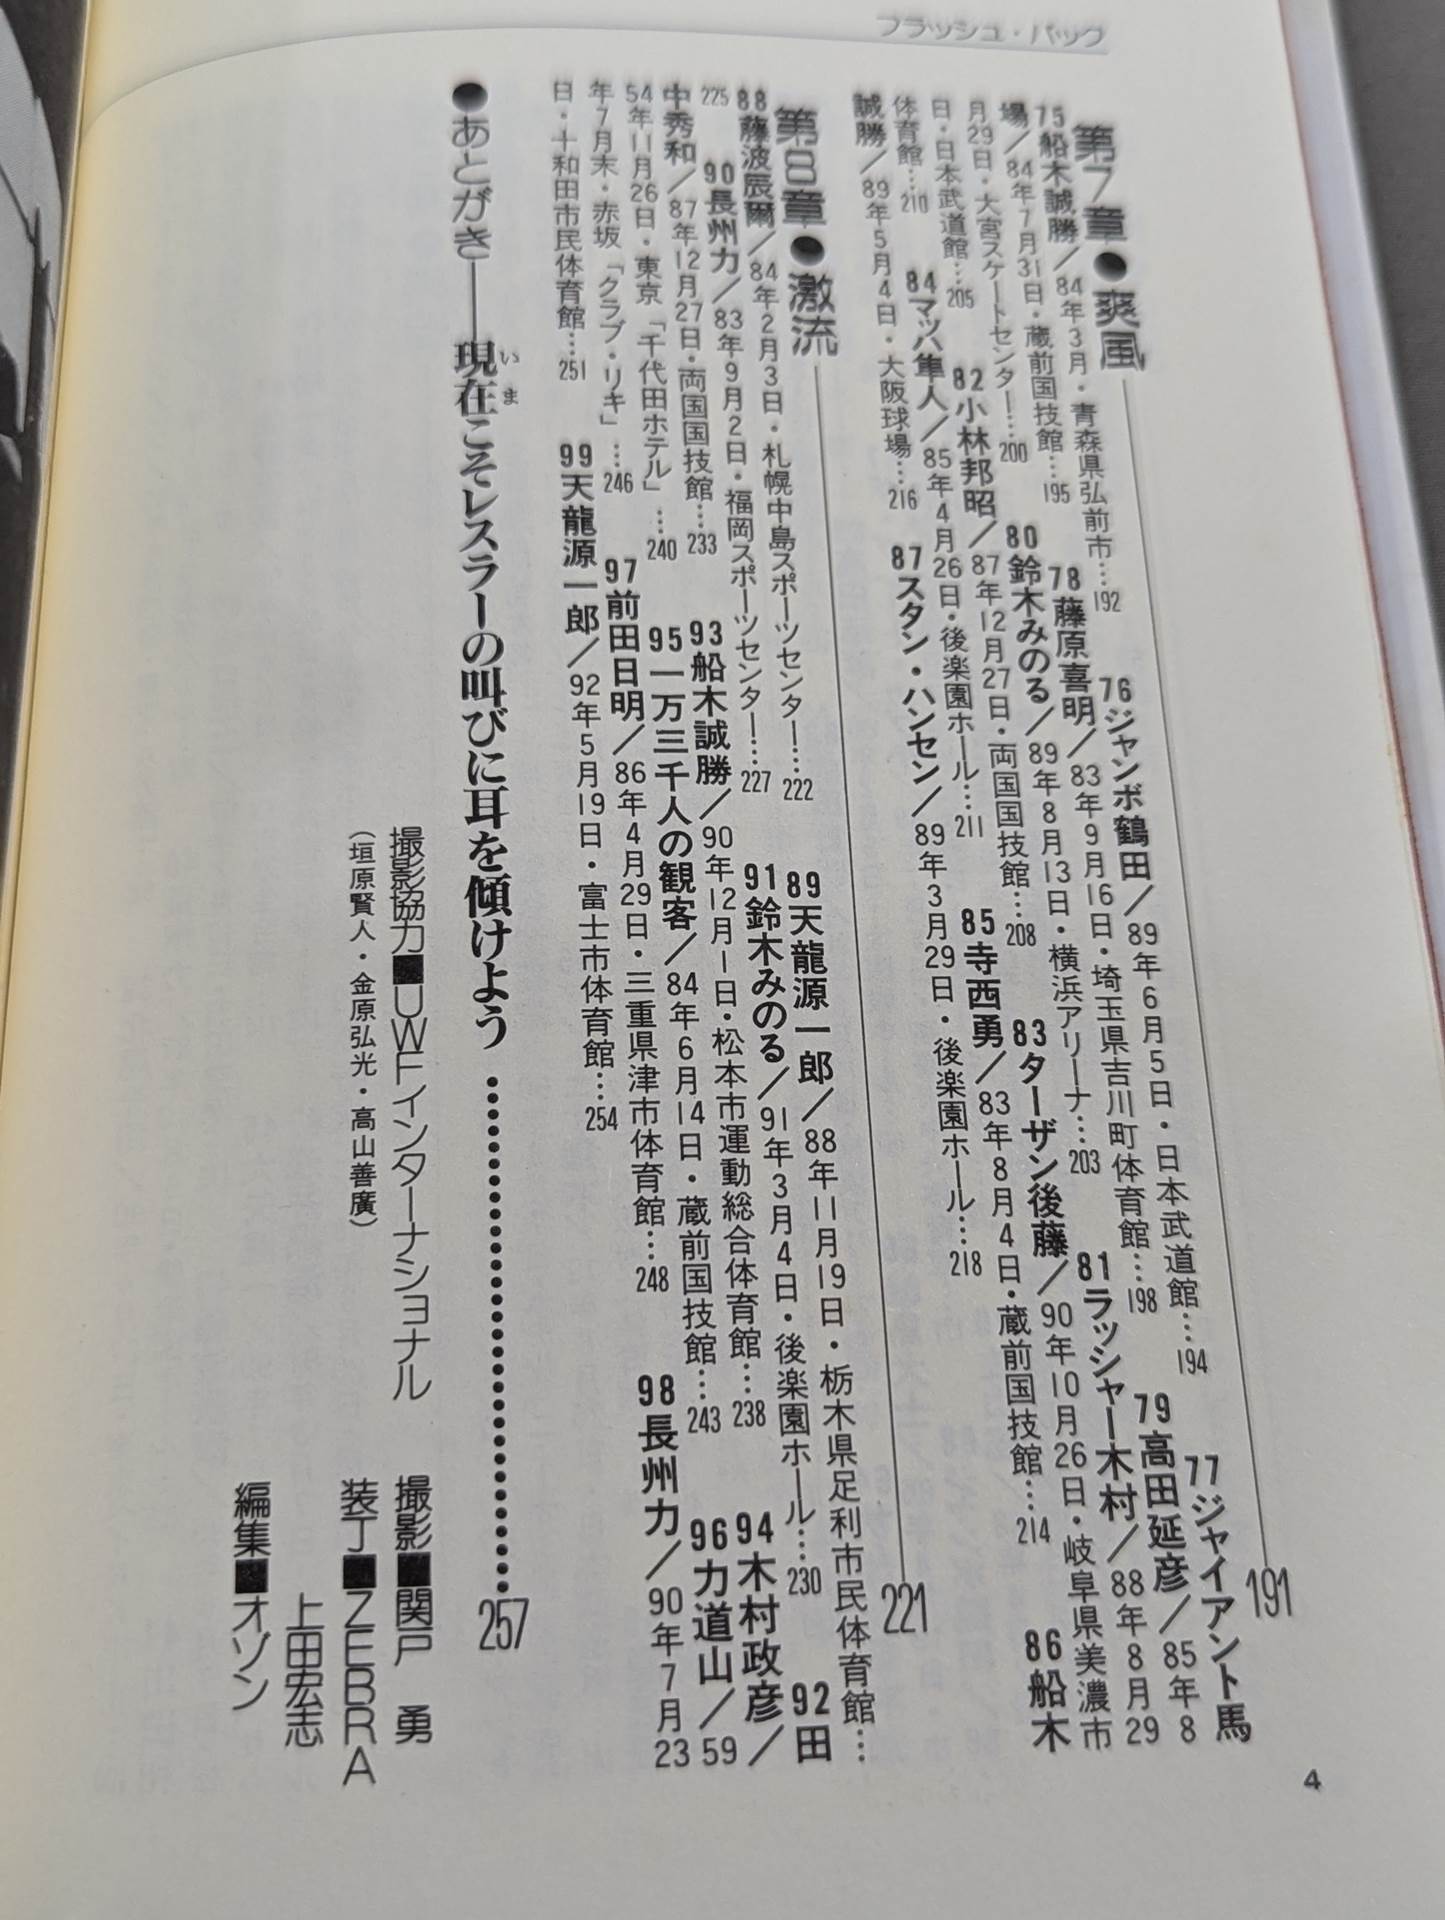 フラッシュ・バック
第7章●爽風 191
75船木誠勝／84年3月・青森県弘前市…192 76ジャンボ鶴田／89年6月5日・日本武道館…194 77ジャイアント馬
場／84年7月31日・蔵前国技館…195 78藤原喜明／83年9月16日・埼玉県吉川町体育館…198 79高田延彦／85年8
月29日・大宮スケートセンター…200 80鈴木みのる／89年8月13日・横浜アリーナ…203 81ラッシャー木村／88年8月29
日・日本武道館…205 82小林邦昭／87年12月27日・両国国技館…208 83ターザン後藤／90年10月26日・岐阜県美濃市
体育館…210 84マッハ隼人／85年4月26日・後楽園ホール…211 85寺西勇／83年8月4日・蔵前国技館…214 86船木
誠勝／89年5月4日・大阪球場…216 87スタン・ハンセン／89年3月29日・後楽園ホール…218
第8章●激流 221
88藤波辰爾／84年2月3日・札幌中島スポーツセンター…222 89天龍源一郎／88年11月19日・栃木県足利市民体育館…
225 90長州力／83年9月2日・福岡スポーツセンター…227 91鈴木みのる／91年3月4日・後楽園ホール…230 92田
中秀和／87年12月27日・両国国技館…233 93船木誠勝／90年12月1日・松本市運動総合体育館…238 94木村政彦／
54年11月26日・東京「千代田ホテル」…240 95一万三千人の観客／84年6月14日・蔵前国技館…243 96力道山／59
年7月末・赤坂「クラブ・リキ」…246 97前田日明／86年4月29日・三重県津市体育館…248 98長州力／90年7月23
日・十和田市民体育館…251 99天龍源一郎／92年5月19日・富士市体育館…254
いま
●あとがき――現在こそレスラーの叫びに耳を傾けよう …………………… 257
撮影協力■UWFインターナショナル
（垣原賢人・金原弘光・高山善廣）
撮影■関戸 勇
装丁■ZEBRA
上田宏志
編集■オゾン
4